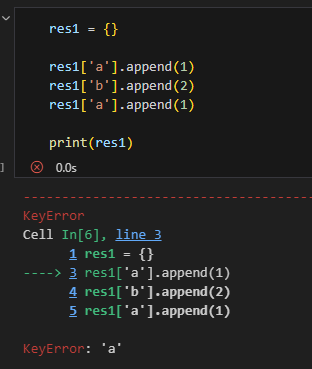 res1 = {}
res1['a'].append(1)
res1['b'].append(2)
res1['a'].append(1)
print(res1)
0.0s
---------------------------------------
KeyError
Cell In[6], line 3
1 res1 = {}
----> 3 res1['a'].append(1)
4 res1['b'].append(2)
5 res1['a'].append(1)
KeyError: 'a'